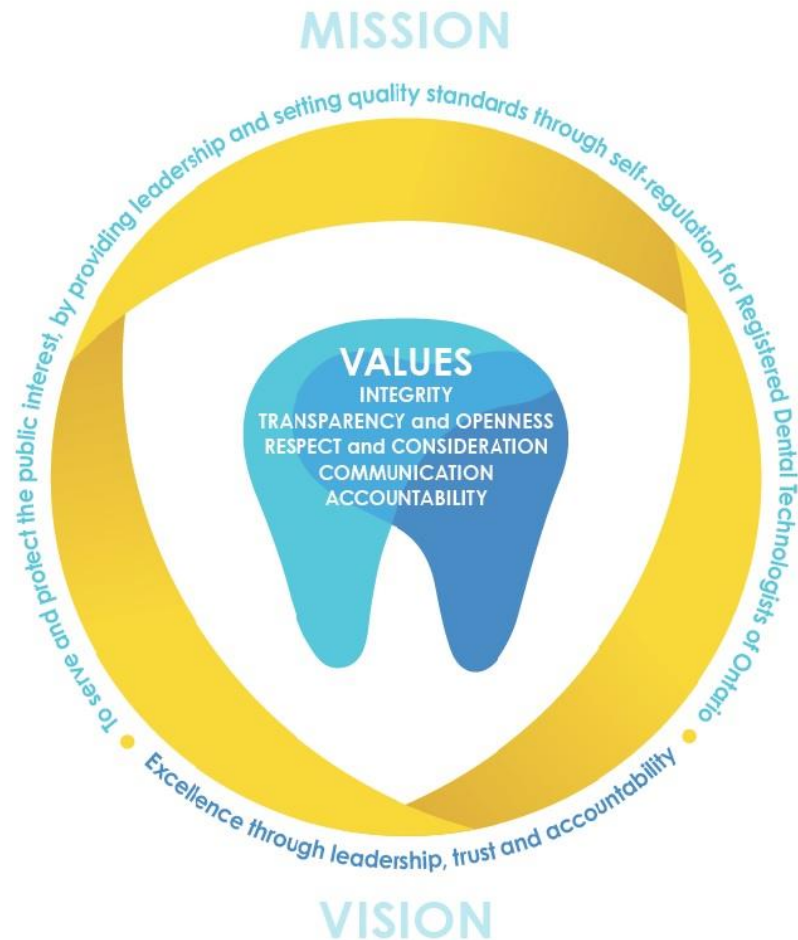 MISSION
To serve and protect the public interest, by providing leadership and setting quality standards through self-regulation for Registered Dental Technologists of Ontario
VALUES
INTEGRITY
TRANSPARENCY and OPENNESS
RESPECT and CONSIDERATION
COMMUNICATION
ACCOUNTABILITY
Excellence through leadership, trust and accountability
VISION